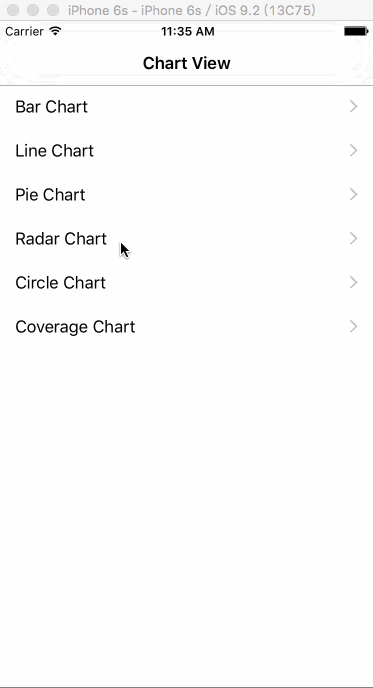 iPhone 6s - iPhone 6s / iOS 9.2 (13C75)
Carrier 11:35 AM
Chart View
Bar Chart
Line Chart
Pie Chart
Radar Chart
Circle Chart
Coverage Chart